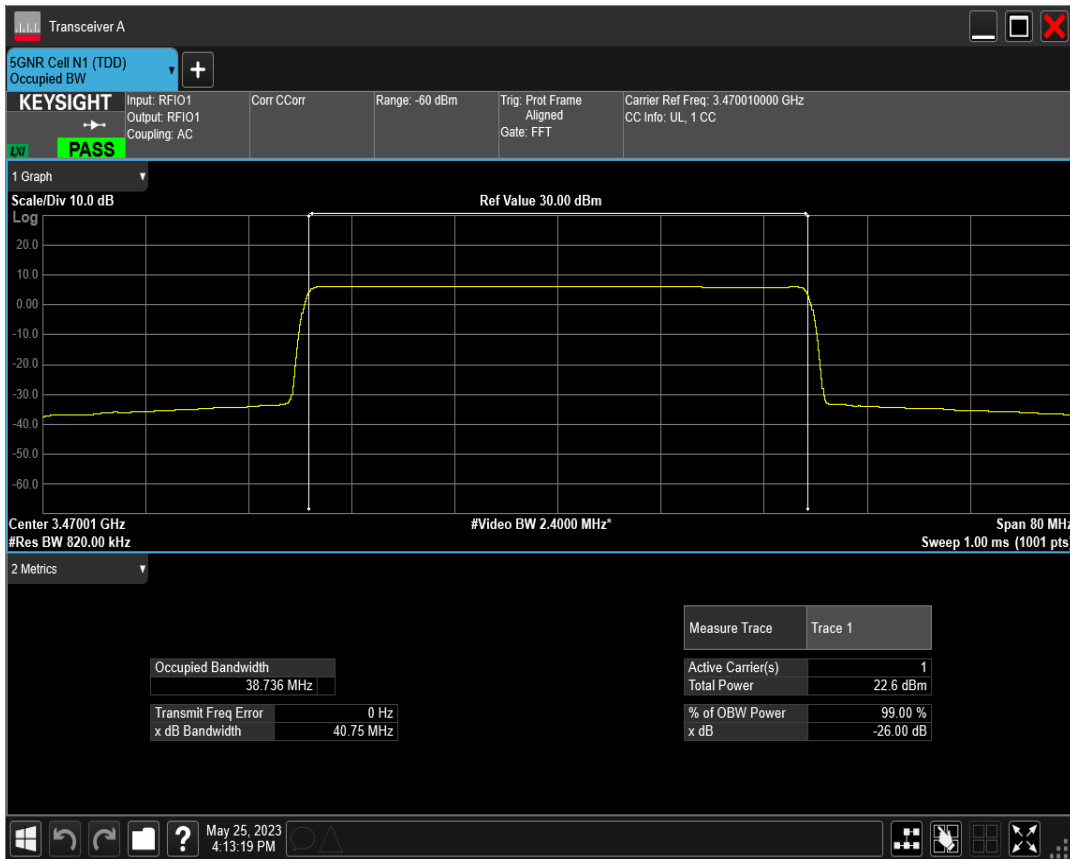 Transceiver A
5GNR Cell N1 (TDD)
Occupied BW
+
KEYSIGHT
LXI
PASS
Input: RFIO1
Output: RFIO1
Coupling: AC
Corr CCorr
Range: -60 dBm
Trig: Prot Frame
Aligned
Gate: FFT
Carrier Ref Freq: 3.470010000 GHz
CC Info: UL, 1 CC
1 Graph
Scale/Div 10.0 dB
Ref Value 30.00 dBm
Log
20.0
10.0
0.00
-10.0
-20.0
-30.0
-40.0
-50.0
-60.0
Center 3.47001 GHz
#Video BW 2.4000 MHz*
Span 80 MHz
#Res BW 820.00 kHz
Sweep 1.00 ms (1001 pts)
2 Metrics
Measure Trace Trace 1
Occupied Bandwidth
38.736 MHz
Active Carrier(s) 1
Total Power 22.6 dBm
Transmit Freq Error 0 Hz
x dB Bandwidth 40.75 MHz
% of OBW Power 99.00 %
x dB -26.00 dB
?
May 25, 2023
4:13:19 PM